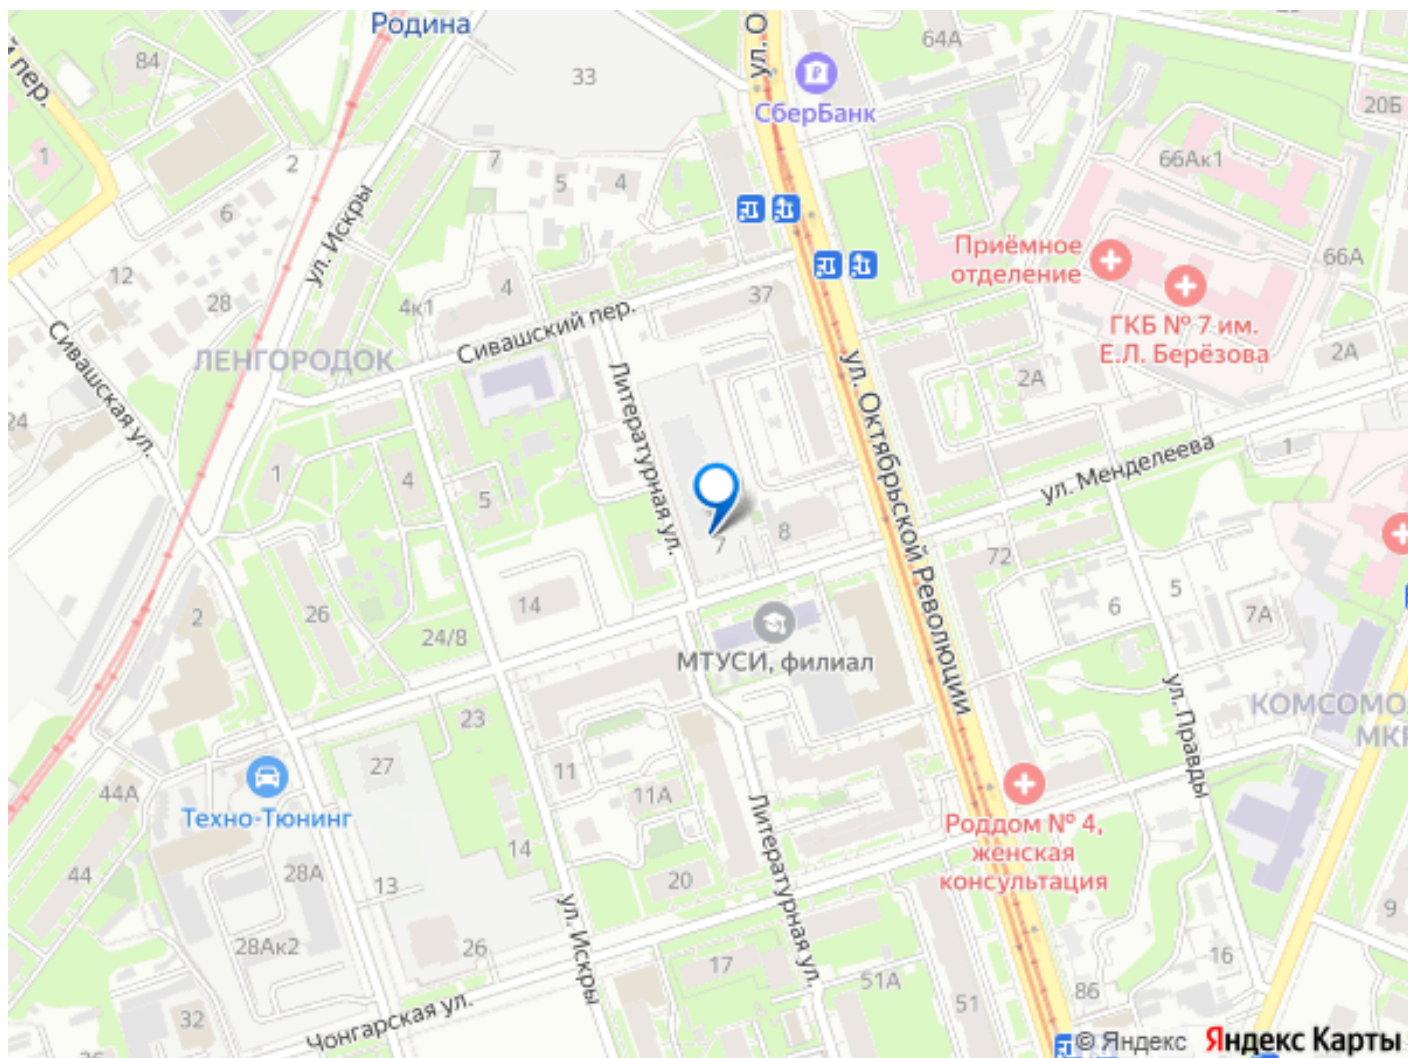 Родина
84
33
ул. О
64А
СберБанк
й пер.
20Б
1
2
7
5
4
66Ак1
6
ул. Искры
12
28
4к1
4
37
Приёмное
отделение
66А
ГКБ № 7 им.
Е.Л. Берёзова
Сивашский пер.
ЛЕНГОРОДОК
Сивашская ул.
24
2А
2А
Литературная ул.
ул. Октябрьской Революции
ул. Менделеева
1
1
4
5
7
8
72
14
26
2
24/8
МТУСИ, филиал
5
6
7А
ул. Правды
КОМСОМО
МКР
23
27
11
11А
44А
Техно-Тюнинг
Литературная ул.
Роддом № 4,
женская
консультация
14
44
28А
13
20
ул. Искры
28Ак2
26
17
51А
51
16
9
86
32
Чонгарская ул.
© Яндекс
Яндекс Карты